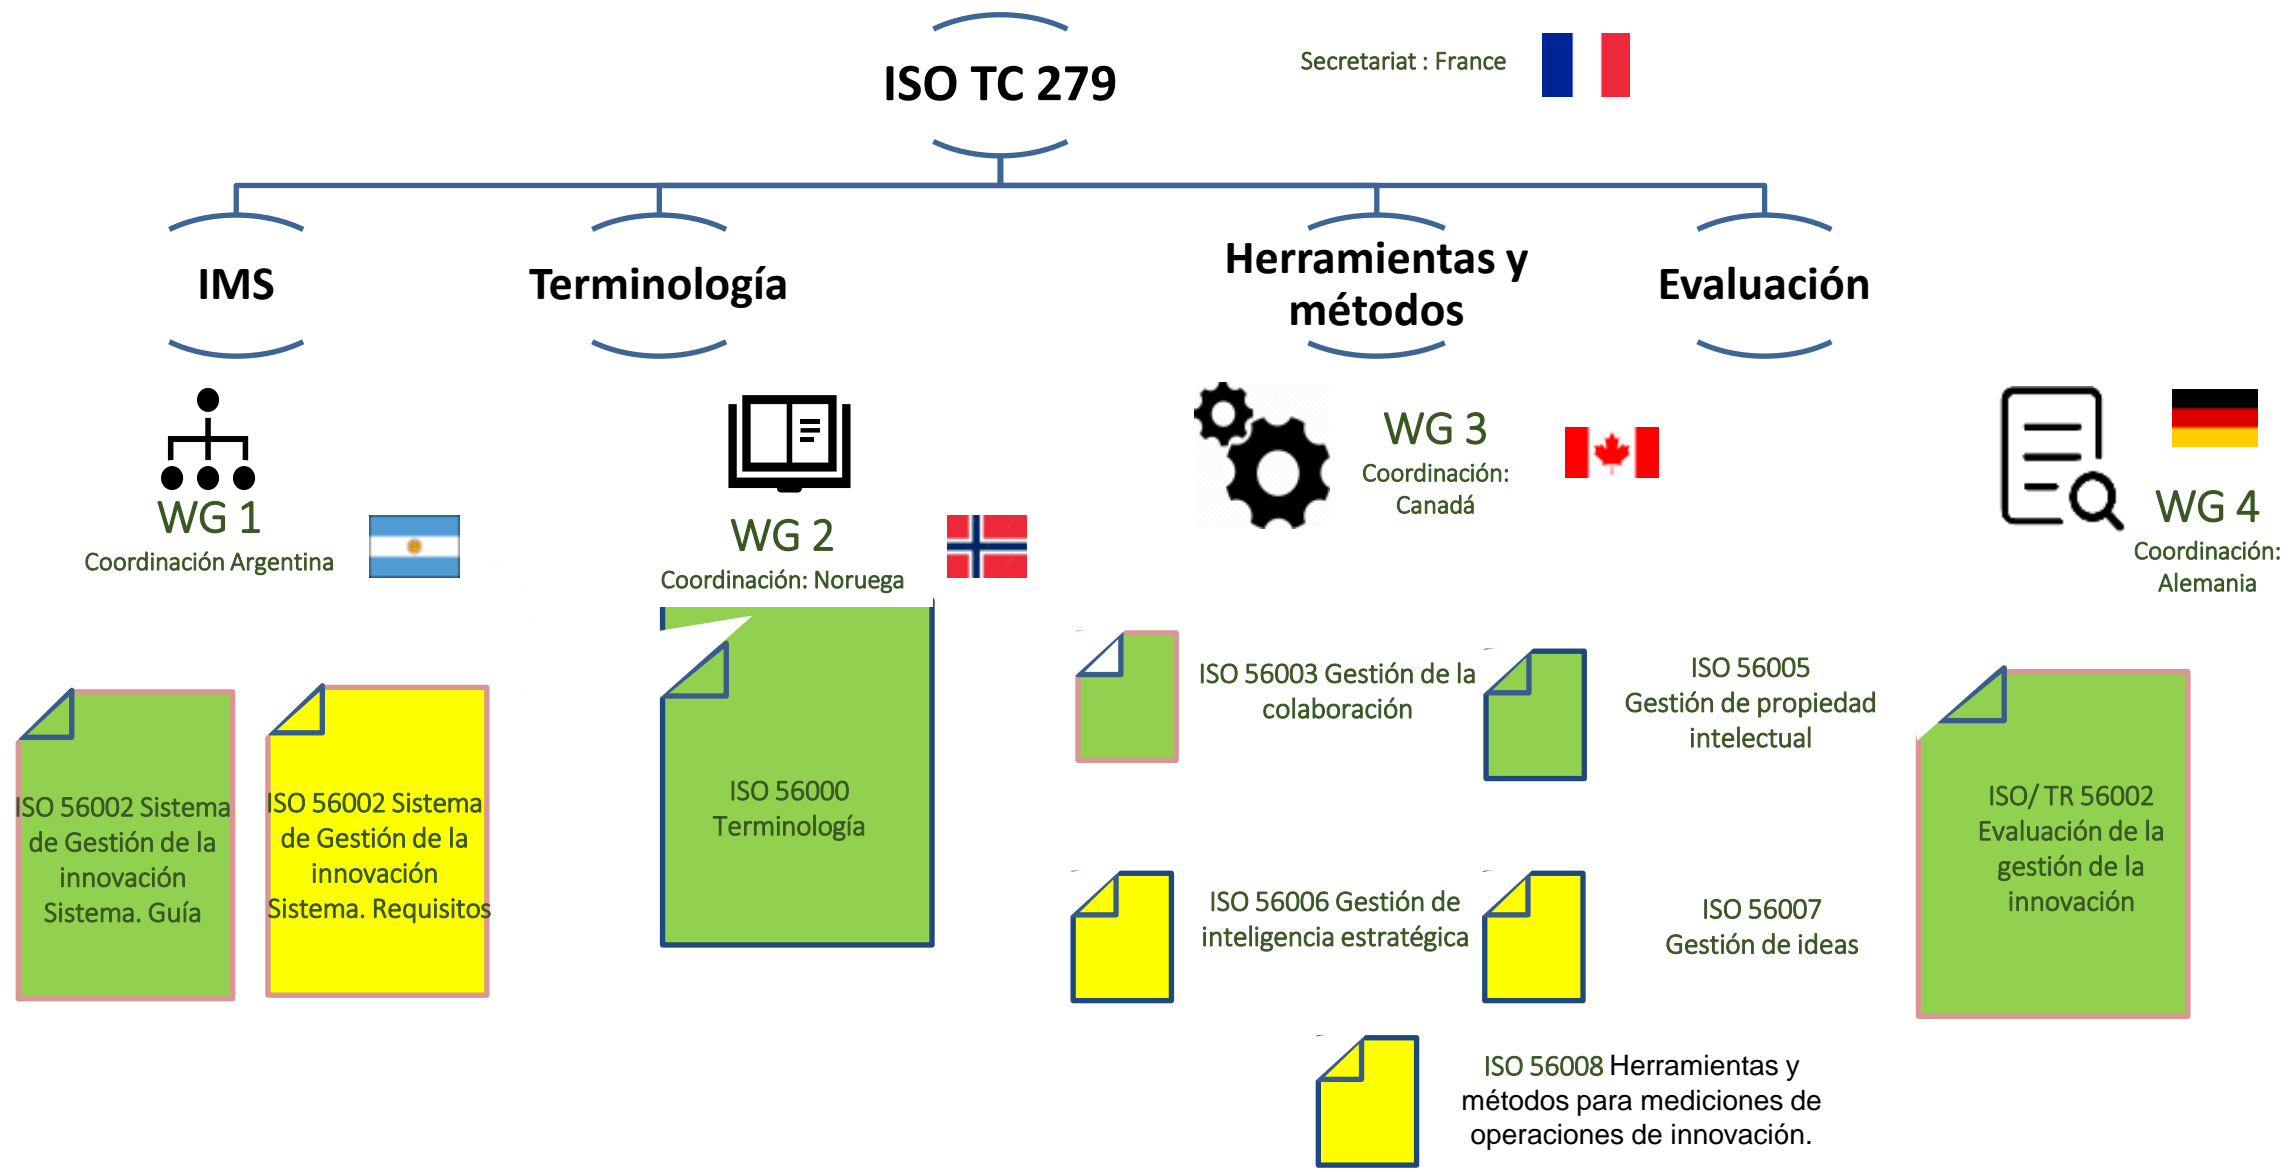 ISO TC 279
Secretariat : France
IMS
Terminología
Herramientas y
métodos
Evaluación
WG 1
Coordinación Argentina
WG 2
Coordinación: Noruega
WG 3
Coordinación:
Canadá
WG 4
Coordinación:
Alemania
ISO 56002 Sistema
de Gestión de la
innovación
Sistema. Guía
ISO 56002 Sistema
de Gestión de la
innovación
Sistema. Requisitos
ISO 56000
Terminología
ISO 56003 Gestión de la
colaboración
ISO 56005
Gestión de propiedad
intelectual
ISO 56006 Gestión de
inteligencia estratégica
ISO 56007
Gestión de ideas
ISO 56008 Herramientas y
métodos para mediciones de
operaciones de innovación.
ISO/ TR 56002
Evaluación de la
gestión de la
innovación